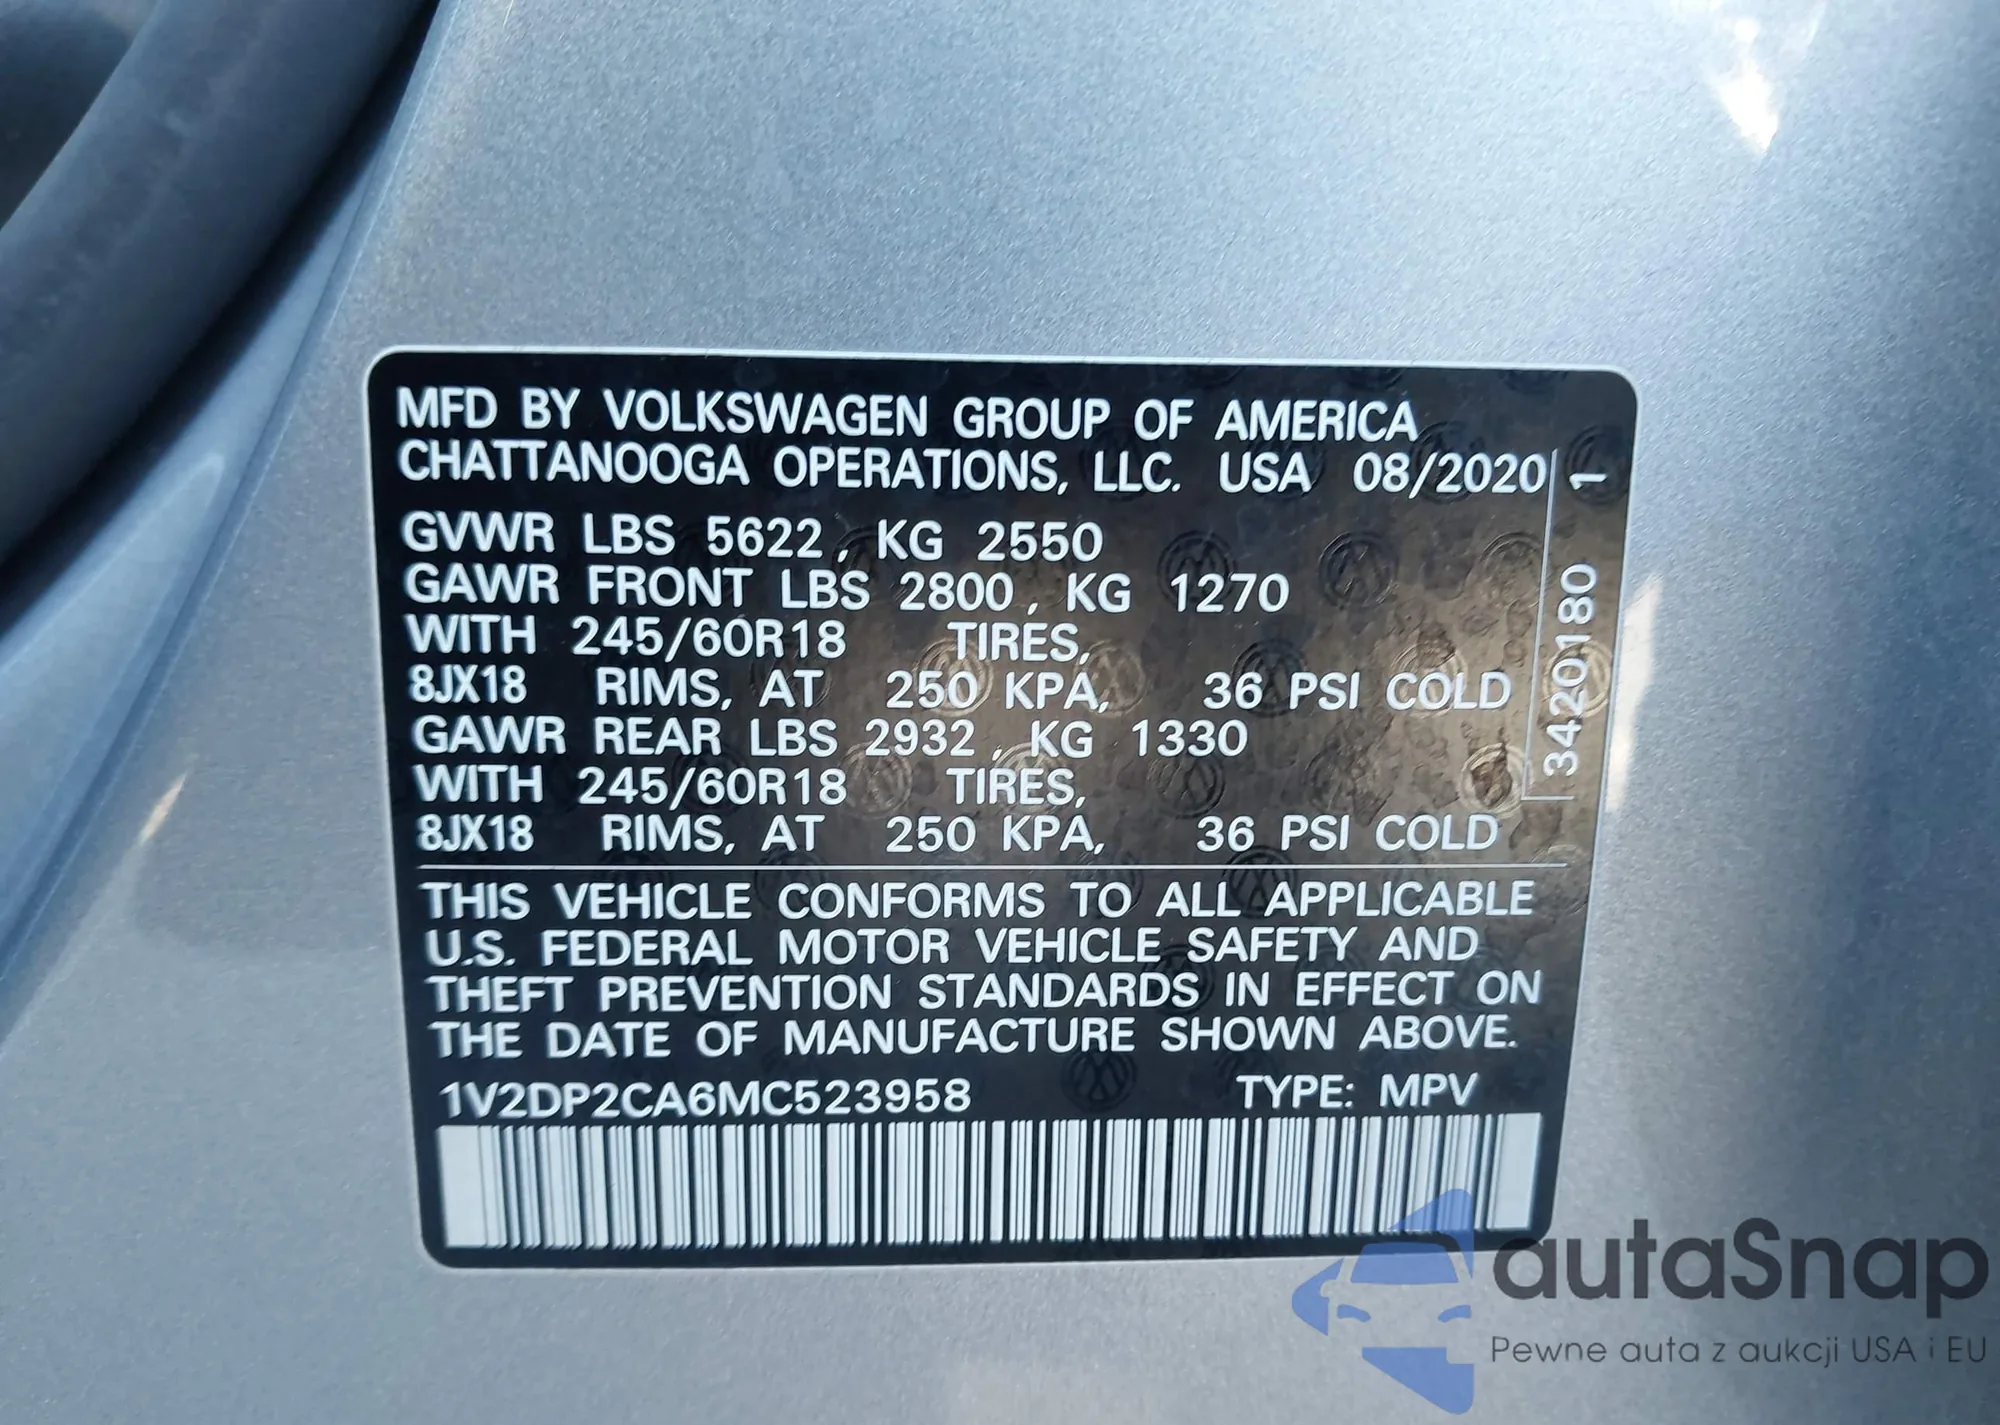 MFD BY VOLKSWAGEN GROUP OF AMERICA
CHATTANOOGA OPERATIONS, LLC. USA 08/2020
GVWR LBS 5622, KG 2550
GAWR FRONT LBS 2800, KG 1270
WITH 245/60R18 TIRES,
8JX18 RIMS, AT 250 KPA, 36 PSI COLD
GAWR REAR LBS 2932, KG 1330
WITH 245/60R18 TIRES,
8JX18 RIMS, AT 250 KPA, 36 PSI COLD
3420180 1
THIS VEHICLE CONFORMS TO ALL APPLICABLE
U.S. FEDERAL MOTOR VEHICLE SAFETY AND
THEFT PREVENTION STANDARDS IN EFFECT ON
THE DATE OF MANUFACTURE SHOWN ABOVE.
1V2DP2CA6MC523958 TYPE: MPV
autaSnap
Pewne auta z aukcji USA i EU